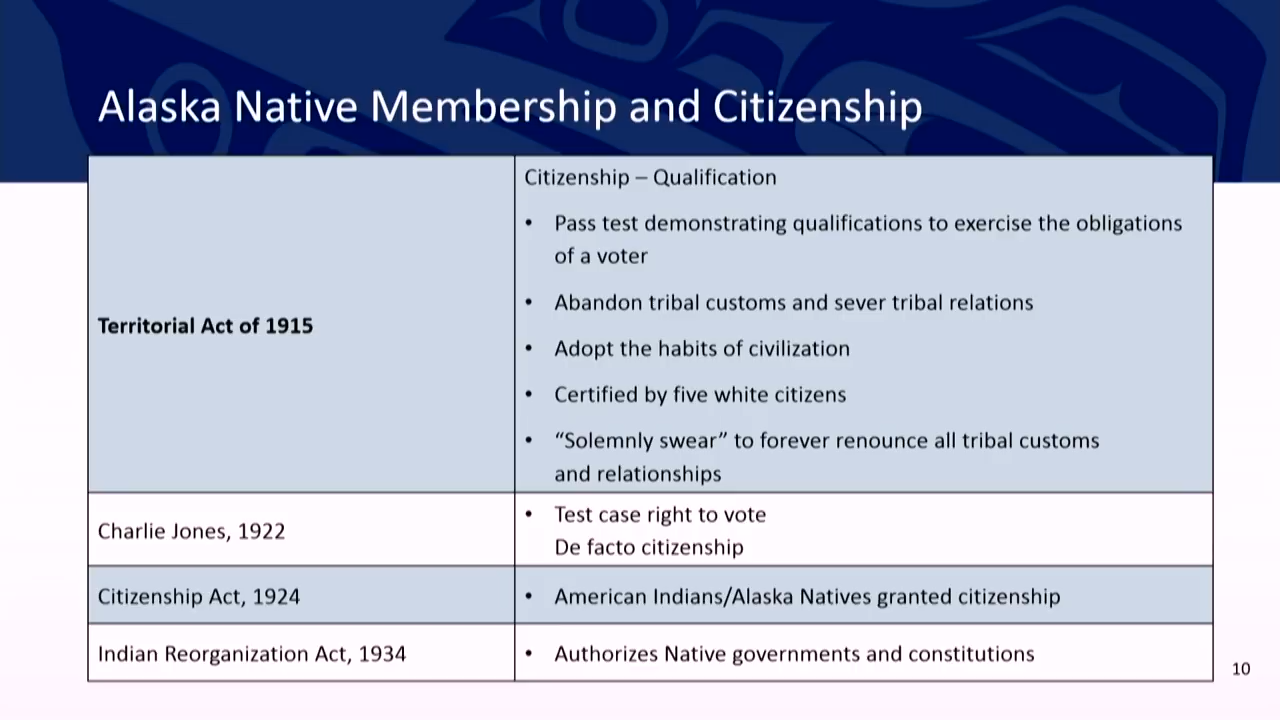 Alaska Native Membership and Citizenship
Territorial Act of 1915
Citizenship – Qualification
• Pass test demonstrating qualifications to exercise the obligations
of a voter
• Abandon tribal customs and sever tribal relations
• Adopt the habits of civilization
• Certified by five white citizens
• “Solemnly swear” to forever renounce all tribal customs
and relationships
Charlie Jones, 1922
• Test case right to vote
De facto citizenship
Citizenship Act, 1924
• American Indians/Alaska Natives granted citizenship
Indian Reorganization Act, 1934
• Authorizes Native governments and constitutions
10